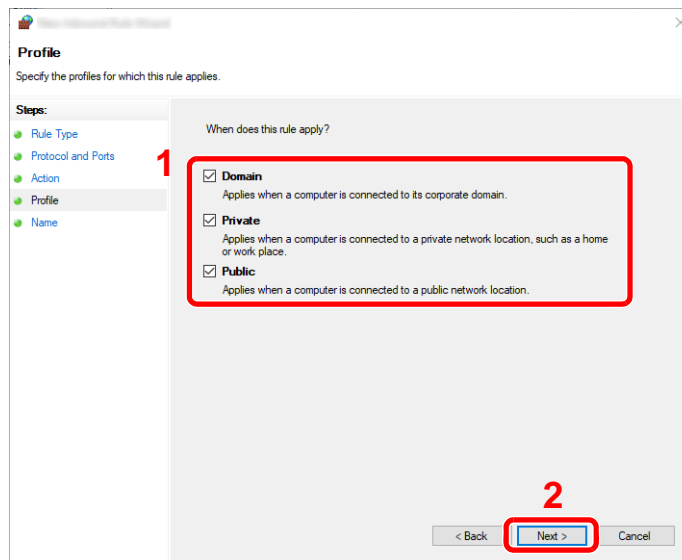 Profile
Specify the profiles for which this rule applies.
Steps:
Rule Type
Protocol and Ports
Action
Profile
Name
When does this rule apply?
1
Domain
Applies when a computer is connected to its corporate domain.
Private
Applies when a computer is connected to a private network location, such as a home
or work place.
Public
Applies when a computer is connected to a public network location.
2
< Back
Next >
Cancel